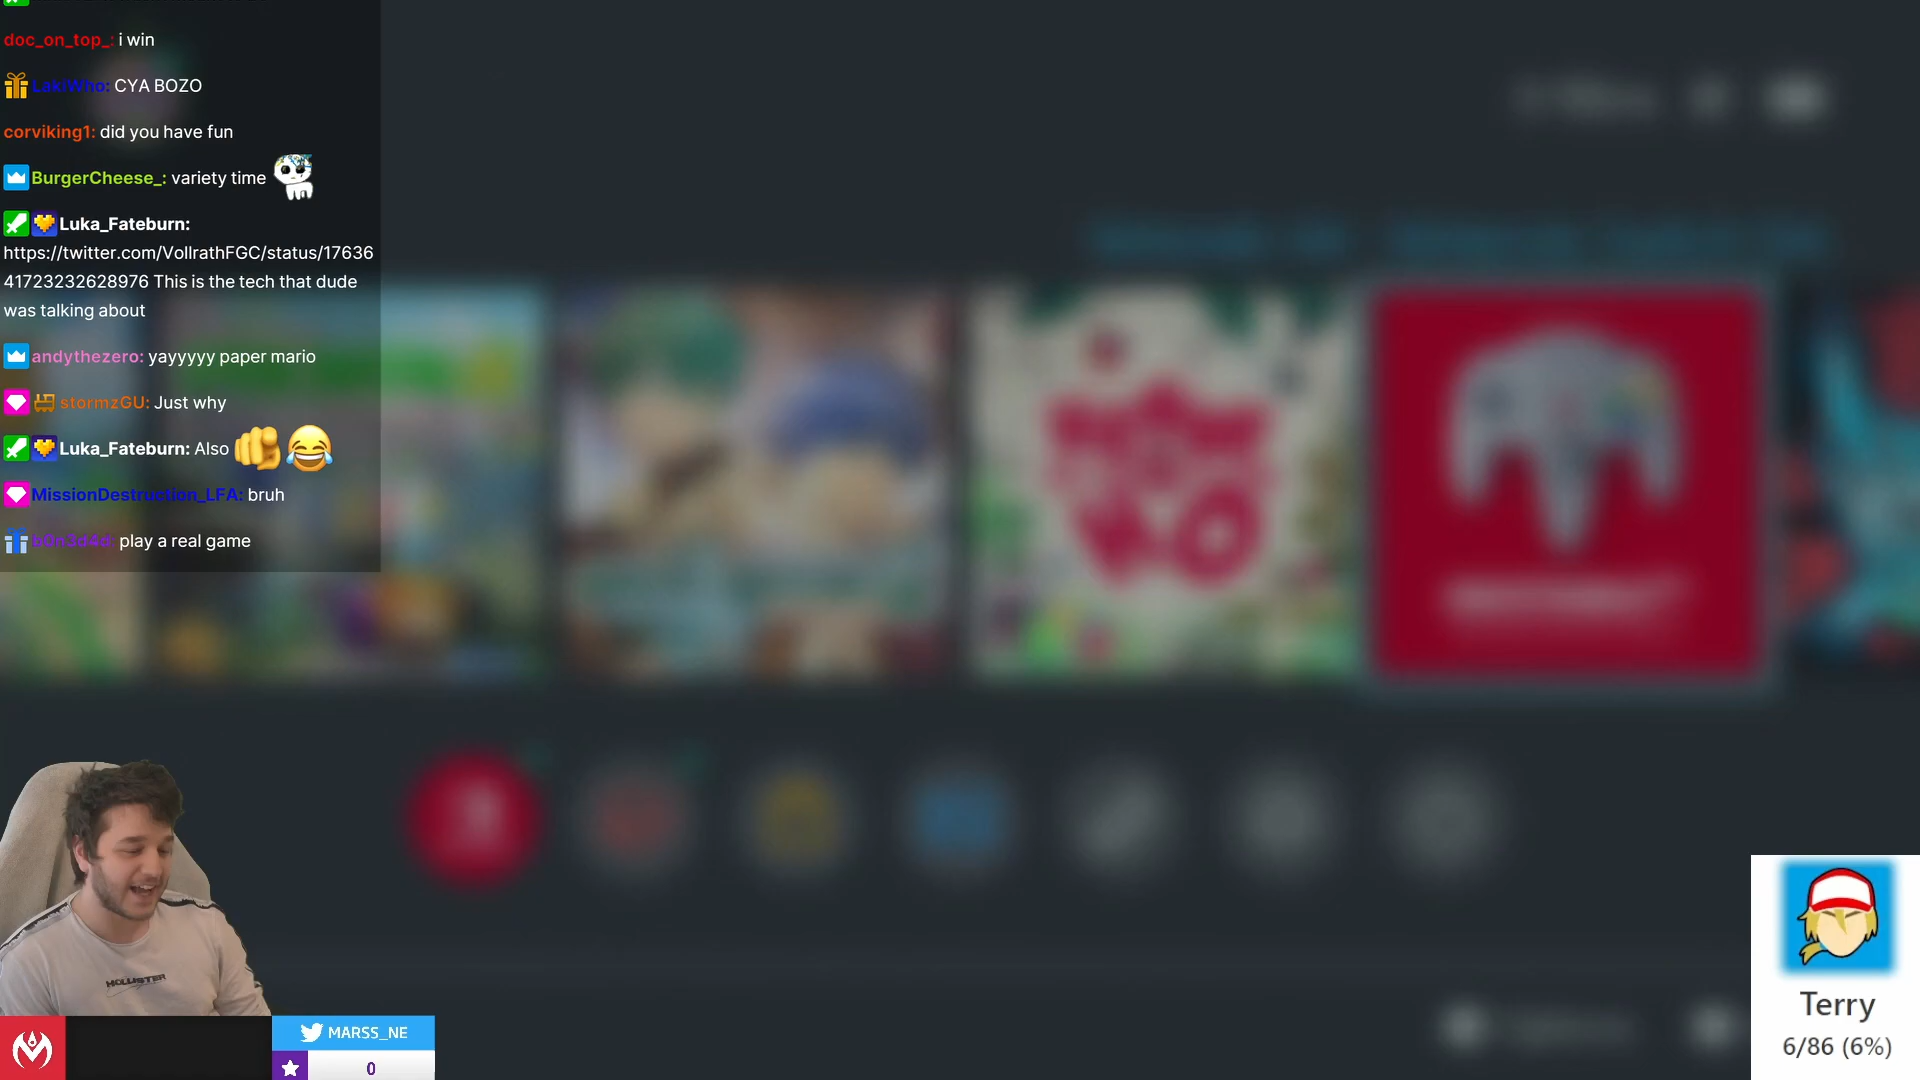 doc_on_top_: i win
LakiWho: CYA BOZO
corviking1: did you have fun
BurgerCheese_: variety time
Luka_Fateburn:
https://twitter.com/VollrathFGC/status/17636
41723232628976 This is the tech that dude
was talking about
andythezero: yayyyyy paper mario
stormzGU: Just why
Luka_Fateburn: Also
MissionDestruction_LFA: bruh
b0n3d4d: play a real game
HOLLISTER
MARSS_NE
0
Terry
6/86 (6%)